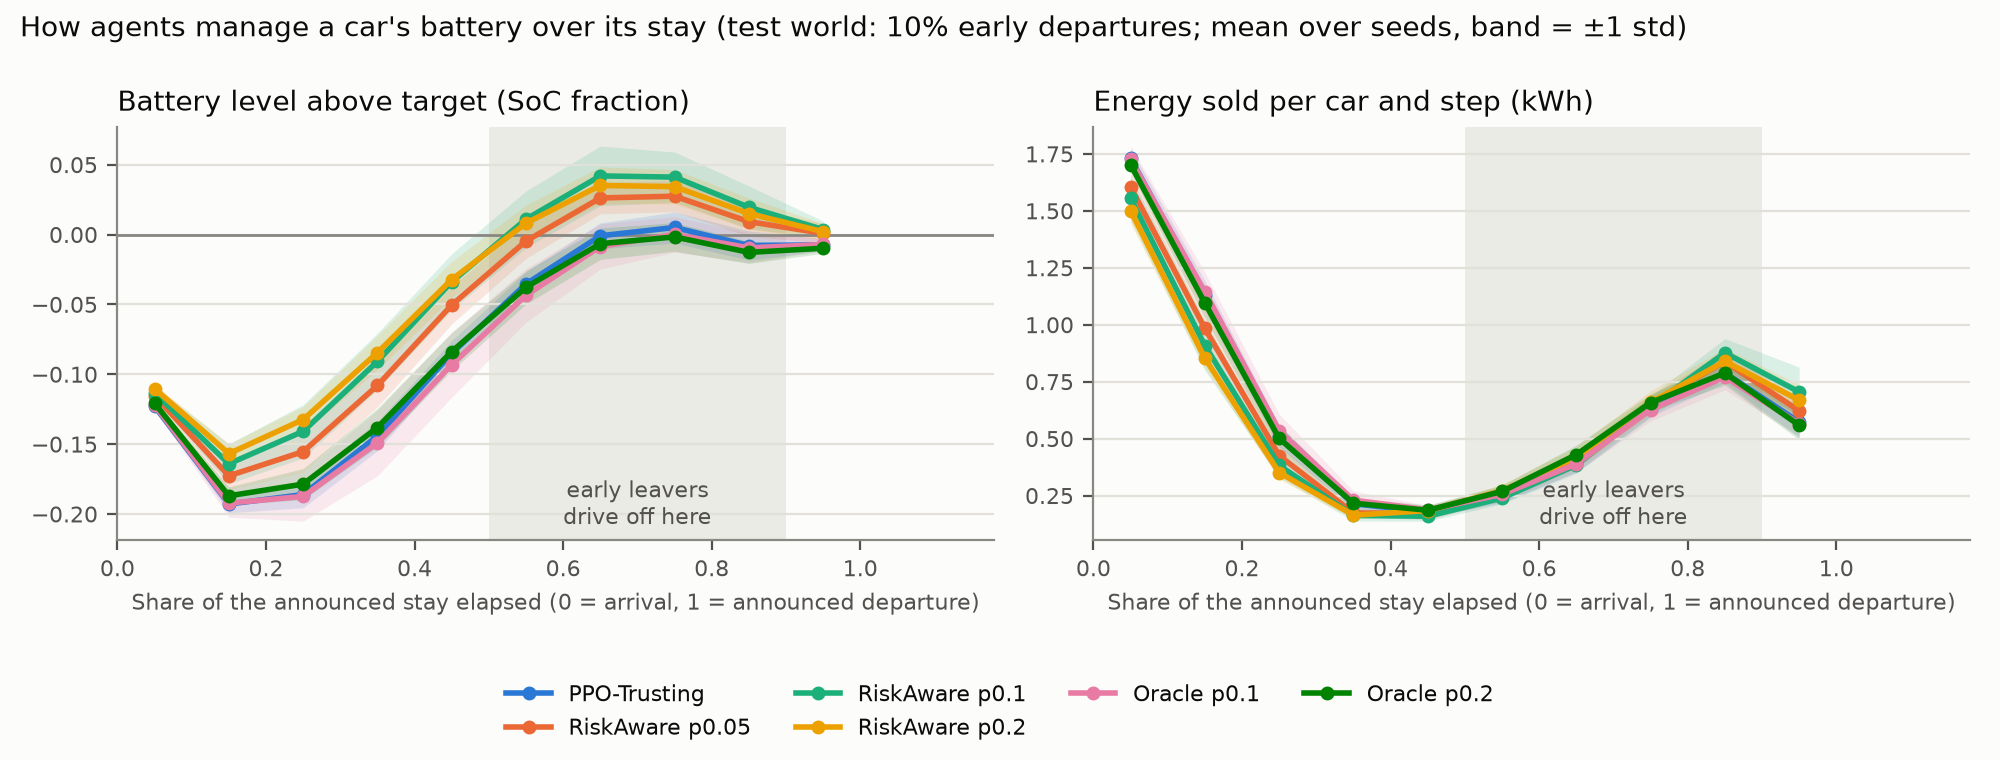 How agents manage a car's battery over its stay (test world: 10% early departures; mean over seeds, band = ±1 std)
Battery level above target (SoC fraction)
0.05
0.00
−0.05
−0.10
−0.15
−0.20
early leavers
drive off here
0.0 0.2 0.4 0.6 0.8 1.0
Share of the announced stay elapsed (0 = arrival, 1 = announced departure)
Energy sold per car and step (kWh)
1.75
1.50
1.25
1.00
0.75
0.50
0.25
early leavers
drive off here
0.0 0.2 0.4 0.6 0.8 1.0
Share of the announced stay elapsed (0 = arrival, 1 = announced departure)
PPO-Trusting RiskAware p0.1 Oracle p0.1 Oracle p0.2
RiskAware p0.05 RiskAware p0.2